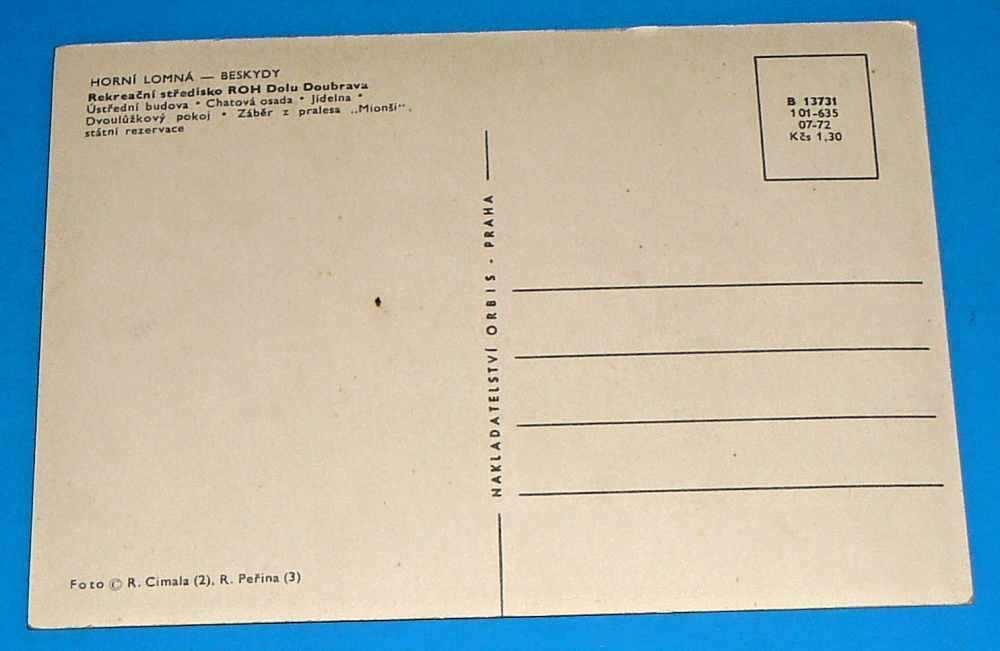 HORNÍ LOMNÁ — BESKYDY
Rekreační středisko ROH Dolu Doubrava
Ústřední budova • Chatová osada • Jídelna •
Dvoulůžkový pokoj • Záběr z pralesa „Mionší“.
státní rezervace
B 13731
101-635
07-72
Kčs 1,30
NAKLADATELSTVÍ ORBIS - PRAHA
Foto © R. Cimala (2), R. Peřina (3)